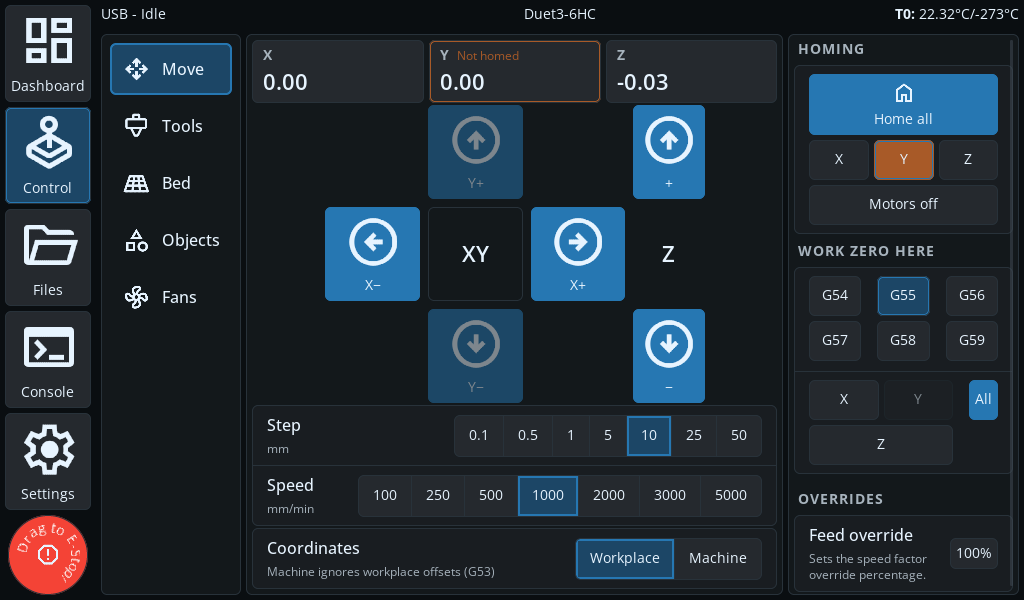 USB - Idle
Duet3-6HC
T0: 22.32°C/-273°C
Dashboard
Control
Files
Console
Settings
Drag to E-Stop!
Move
Tools
Bed
Objects
Fans
X
0.00
Y Not homed
0.00
Z
-0.03
Y+
+
X−
XY
X+
Z
Y−
−
Step
mm
0.1 0.5 1 5 10 25 50
Speed
mm/min
100 250 500 1000 2000 3000 5000
Coordinates
Machine ignores workplace offsets (G53)
Workplace Machine
HOMING
Home all
X Y Z
Motors off
WORK ZERO HERE
G54 G55 G56
G57 G58 G59
X Y All
Z
OVERRIDES
Feed override
Sets the speed factor
override percentage.
100%